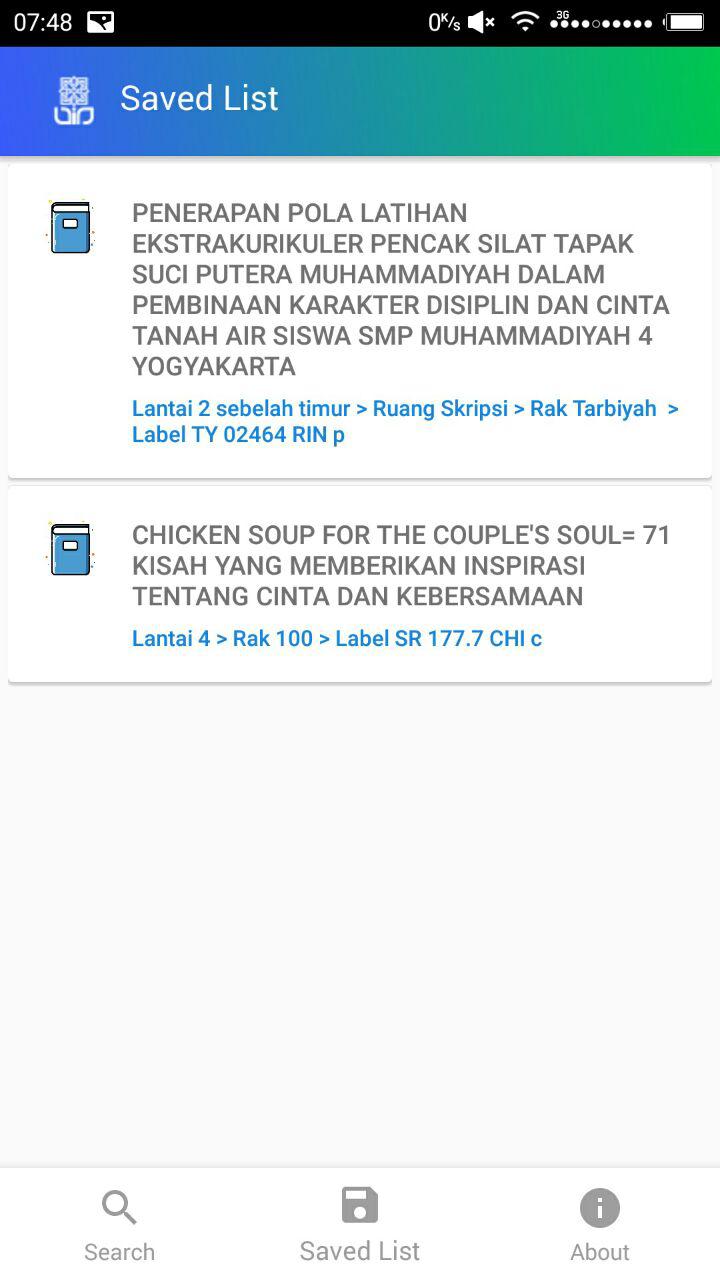 07:48
0K/s
3G
Saved List
PENERAPAN POLA LATIHAN
EKSTRAKURIKULER PENCAK SILAT TAPAK
SUCI PUTERA MUHAMMADIYAH DALAM
PEMBINAAN KARAKTER DISIPLIN DAN CINTA
TANAH AIR SISWA SMP MUHAMMADIYAH 4
YOGYAKARTA
Lantai 2 sebelah timur > Ruang Skripsi > Rak Tarbiyah >
Label TY 02464 RIN p
CHICKEN SOUP FOR THE COUPLE'S SOUL= 71
KISAH YANG MEMBERIKAN INSPIRASI
TENTANG CINTA DAN KEBERSAMAAN
Lantai 4 > Rak 100 > Label SR 177.7 CHI c
Search
Saved List
About